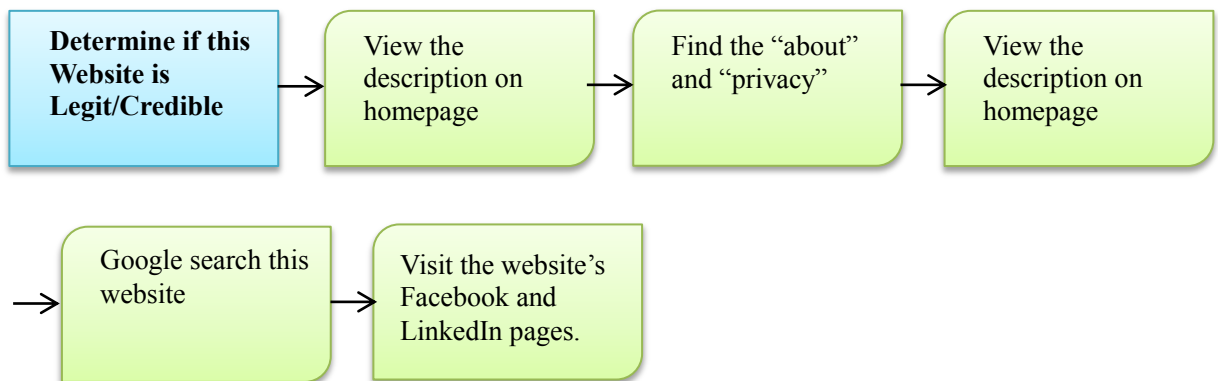 Determine if this
Website is
Legit/Credible
View the
description on
homepage
Find the “about”
and “privacy”
View the
description on
homepage
Google search this
website
Visit the website’s
Facebook and
LinkedIn pages.